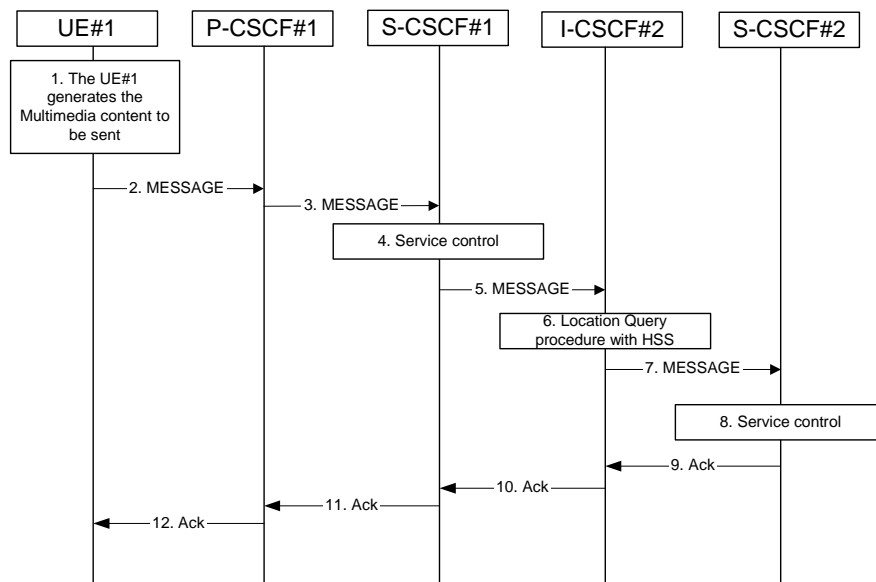 UE#1
P-CSCF#1
S-CSCF#1
I-CSCF#2
S-CSCF#2
1. The UE#1
generates the
Multimedia content to
be sent
2. MESSAGE
3. MESSAGE
4. Service control
5. MESSAGE
6. Location Query
procedure with HSS
7. MESSAGE
8. Service control
9. Ack
10. Ack
11. Ack
12. Ack